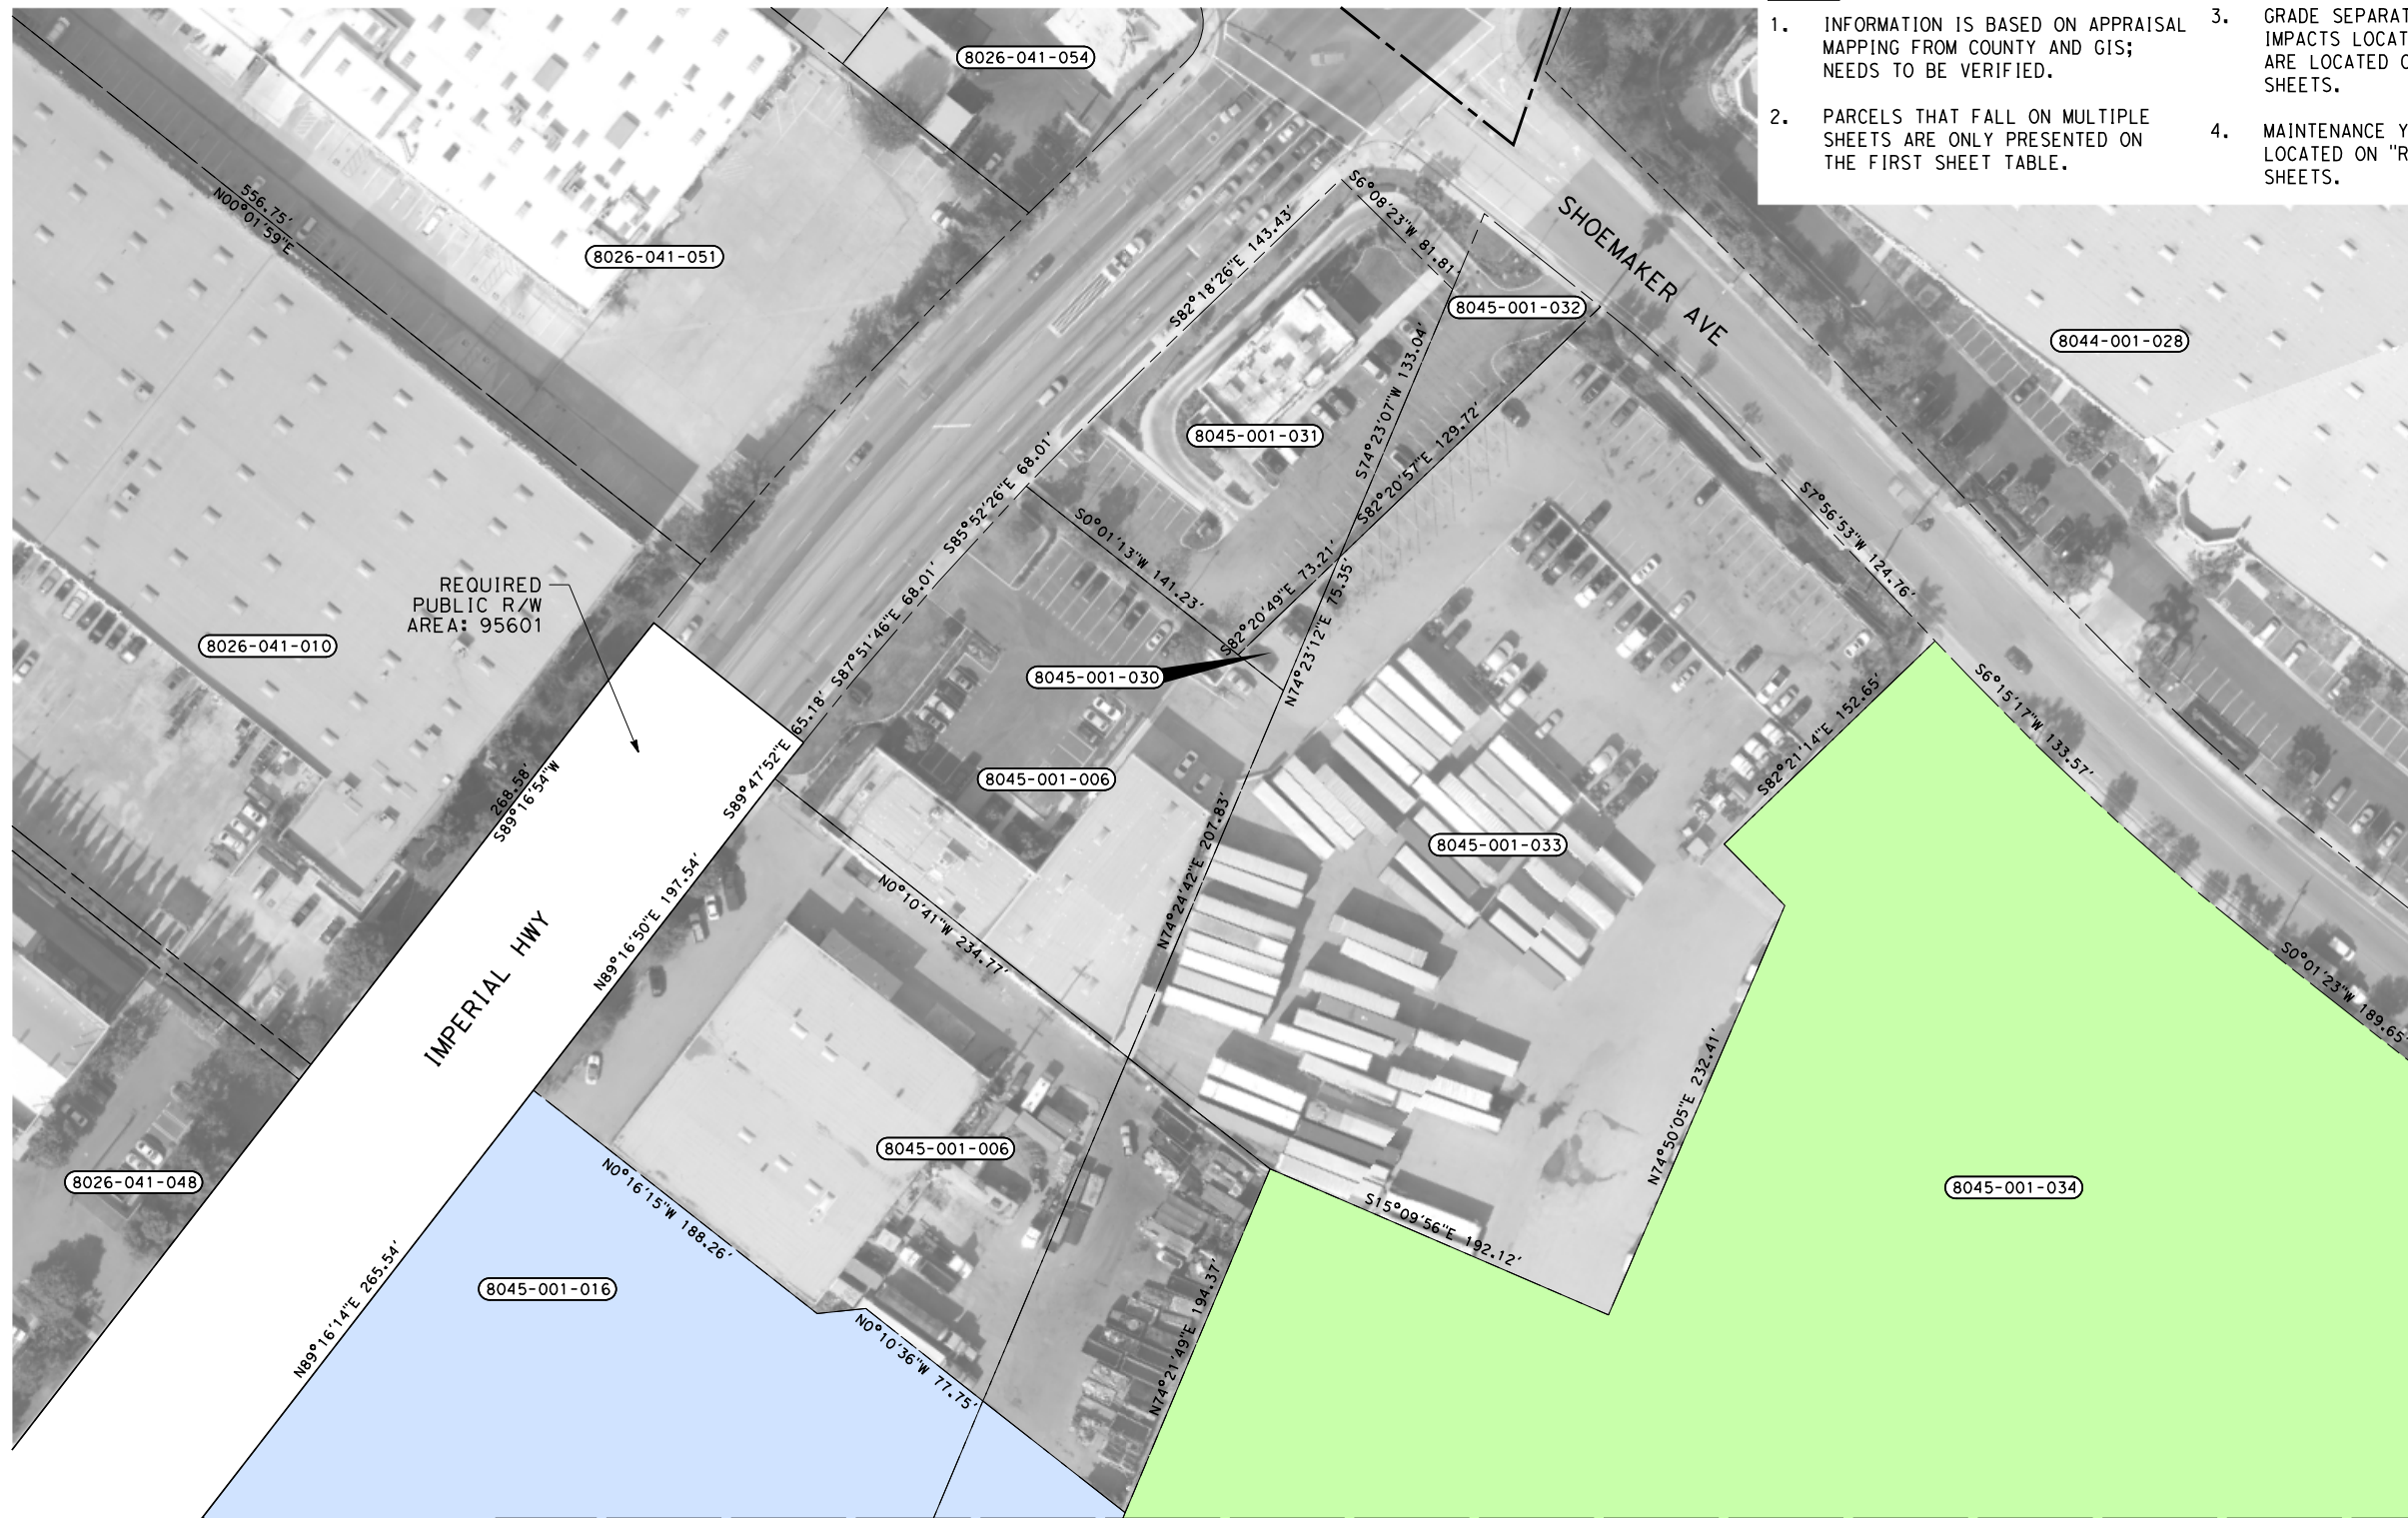 1. INFORMATION IS BASED ON APPRAISAL
MAPPING FROM COUNTY AND GIS;
NEEDS TO BE VERIFIED.
2. PARCELS THAT FALL ON MULTIPLE
SHEETS ARE ONLY PRESENTED ON
THE FIRST SHEET TABLE.
3. GRADE SEPARAT
IMPACTS LOCAT
ARE LOCATED
SHEETS.
4. MAINTENANCE Y
LOCATED ON "R
SHEETS.
8026-041-054
556.75'
N00°01'59"E
8026-041-051
S6°08'23"W 81.81'
SHOEMAKER AVE
S82°18'26"E 143.43'
8045-001-032
8044-001-028
S74°23'07"W 133.04'
8045-001-031
S82°20'57"E 129.72'
S85°52'26"E 68.01'
S0°01'13"W 141.23'
S7°56'53"W 124.76'
REQUIRED
PUBLIC R/W
AREA: 95601
S87°51'46"E 68.01'
S82°20'49"E 73.21'
N74°23'12"E 75.35'
8026-041-010
8045-001-030
S82°21'14"E 152.65'
S6°15'17"W 133.57'
S89°47'52"E 65.18'
8045-001-006
268.58'
S89°16'54"W
N74°24'42"E 207.83'
8045-001-033
N89°16'50"E 197.54'
N0°10'41"W 234.77'
IMPERIAL HWY
S0°01'23"W 189.65'
N74°50'05"E 232.41'
8045-001-006
8026-041-048
N0°16'15"W 188.26'
S15°09'56"E 192.12'
8045-001-034
8045-001-016
N89°16'14"E 265.54'
N74°21'49"E 194.37'
N0°10'36"W 77.75'